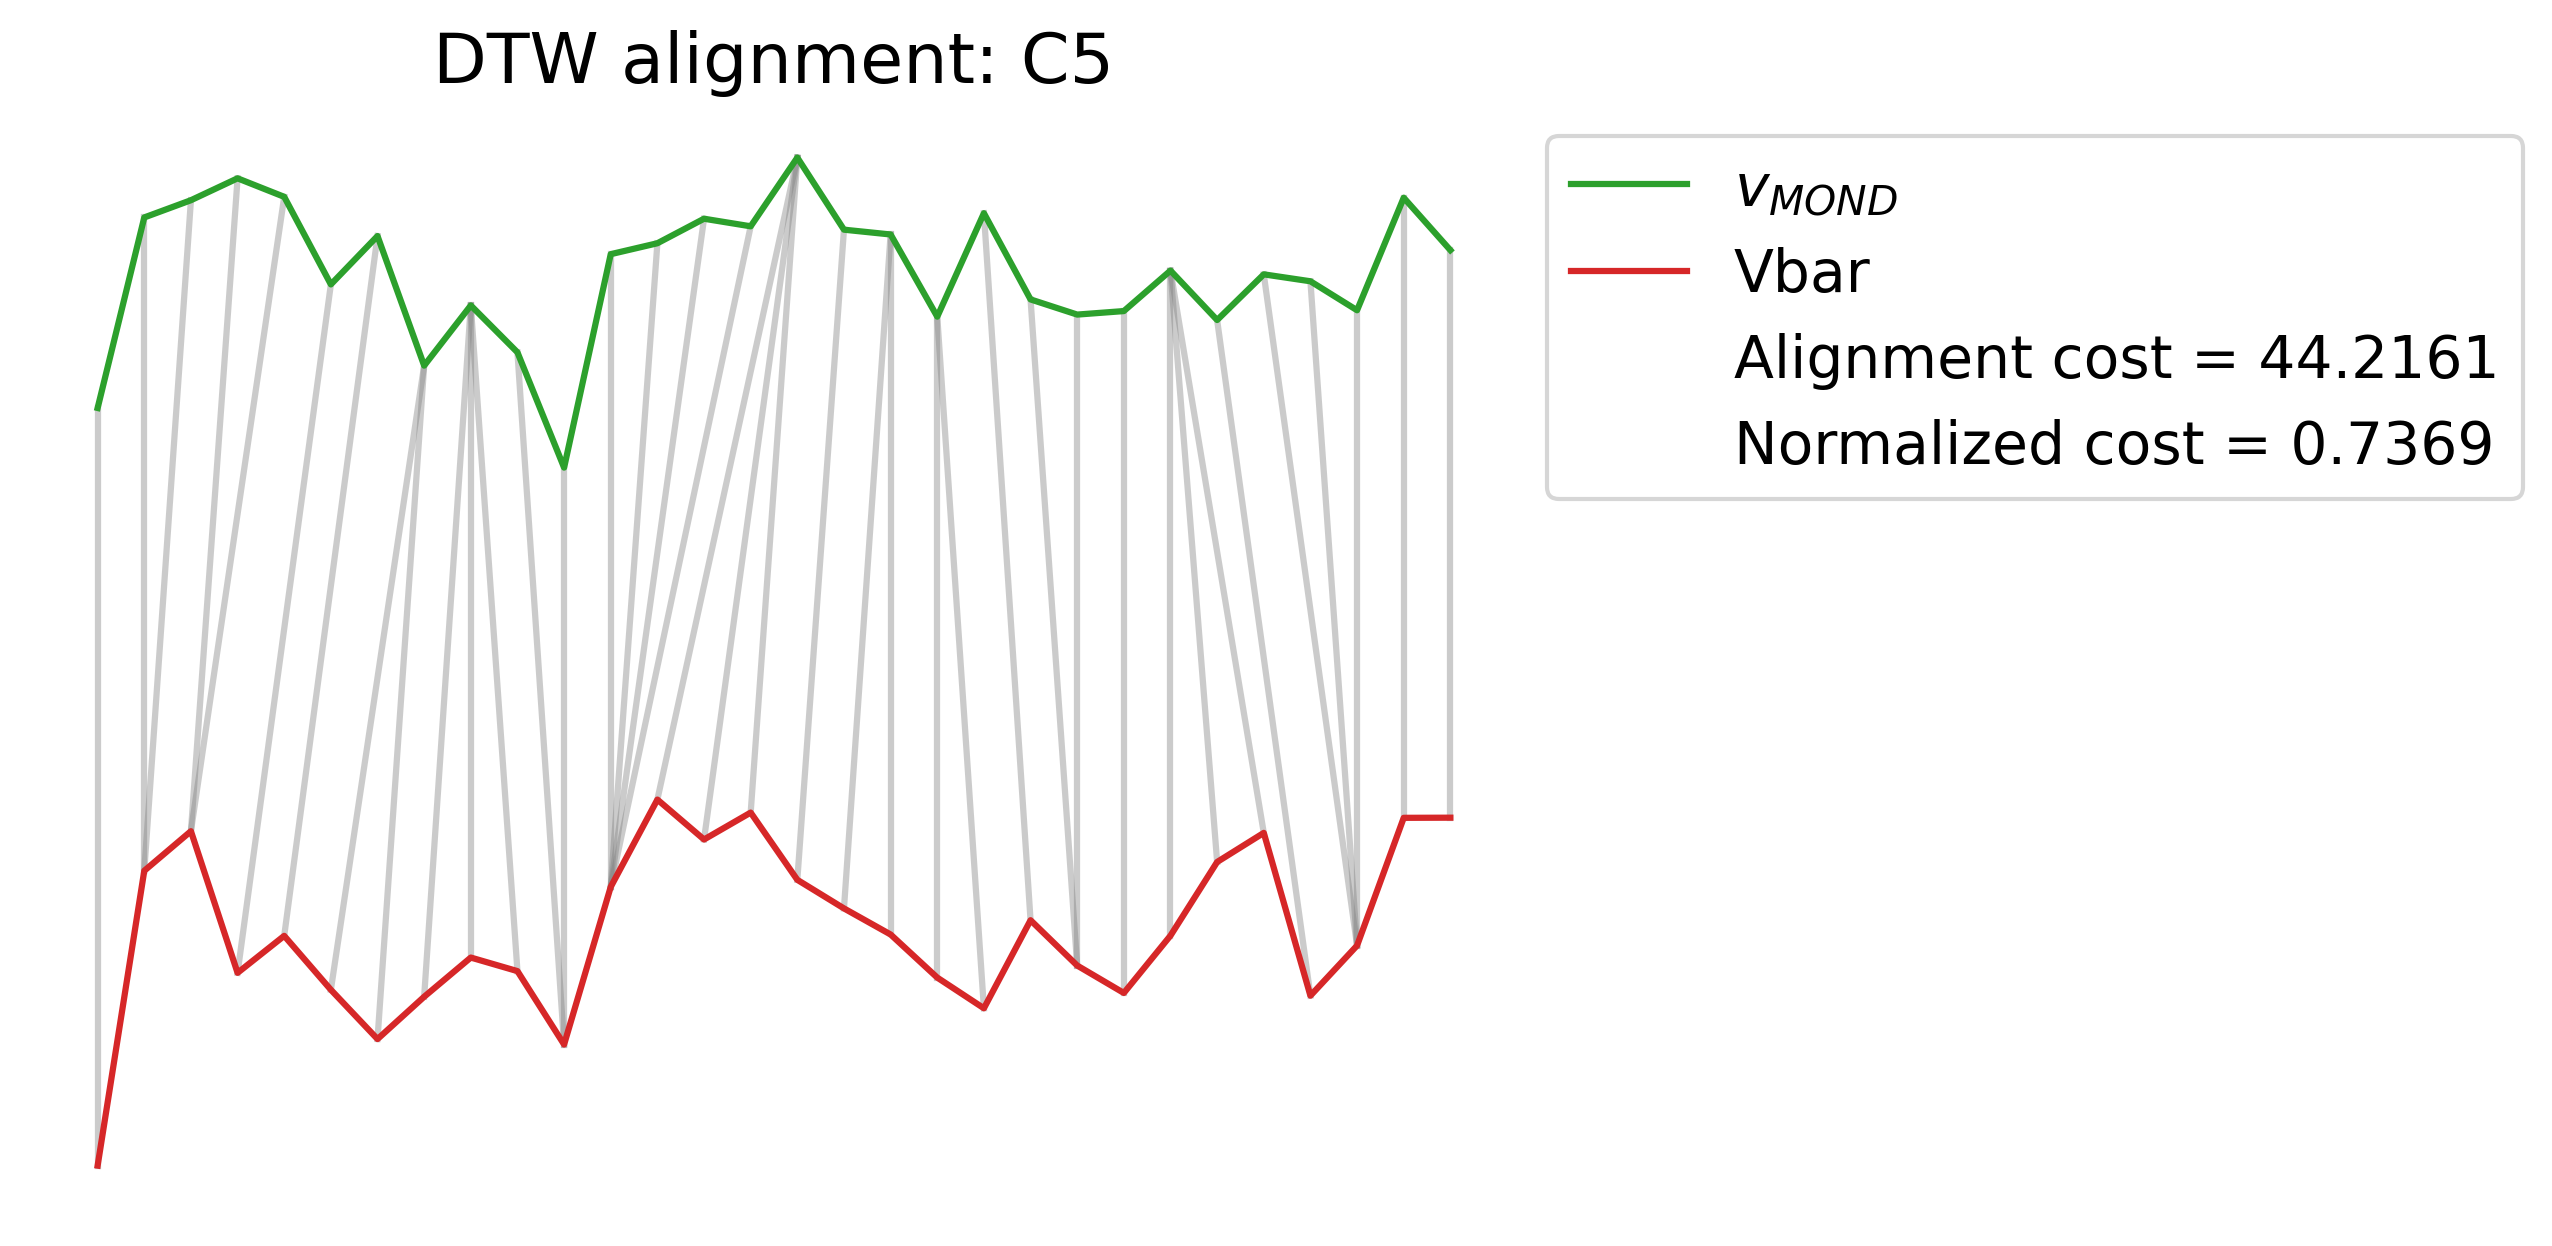 DTW alignment: C5
v_MOND
Vbar
Alignment cost = 44.2161
Normalized cost = 0.7369